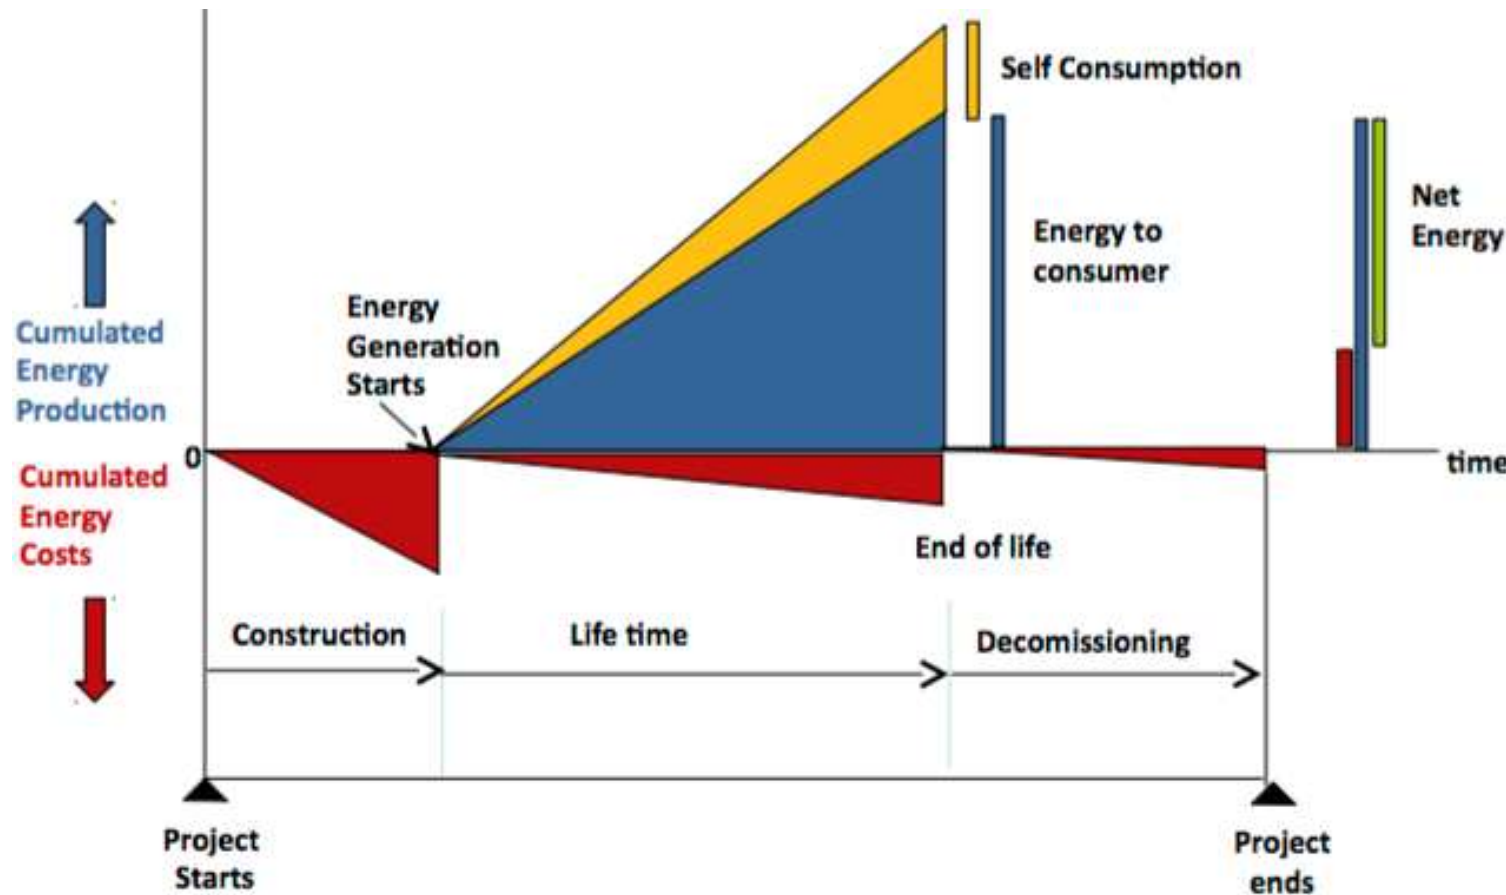 Self Consumption
Net
Energy
Energy to
consumer
Energy
Generation
Starts
Cumulated
Energy
Production
0
time
Cumulated
Energy
Costs
End of life
Construction
Life time
Decomissioning
Project
Starts
Project
ends